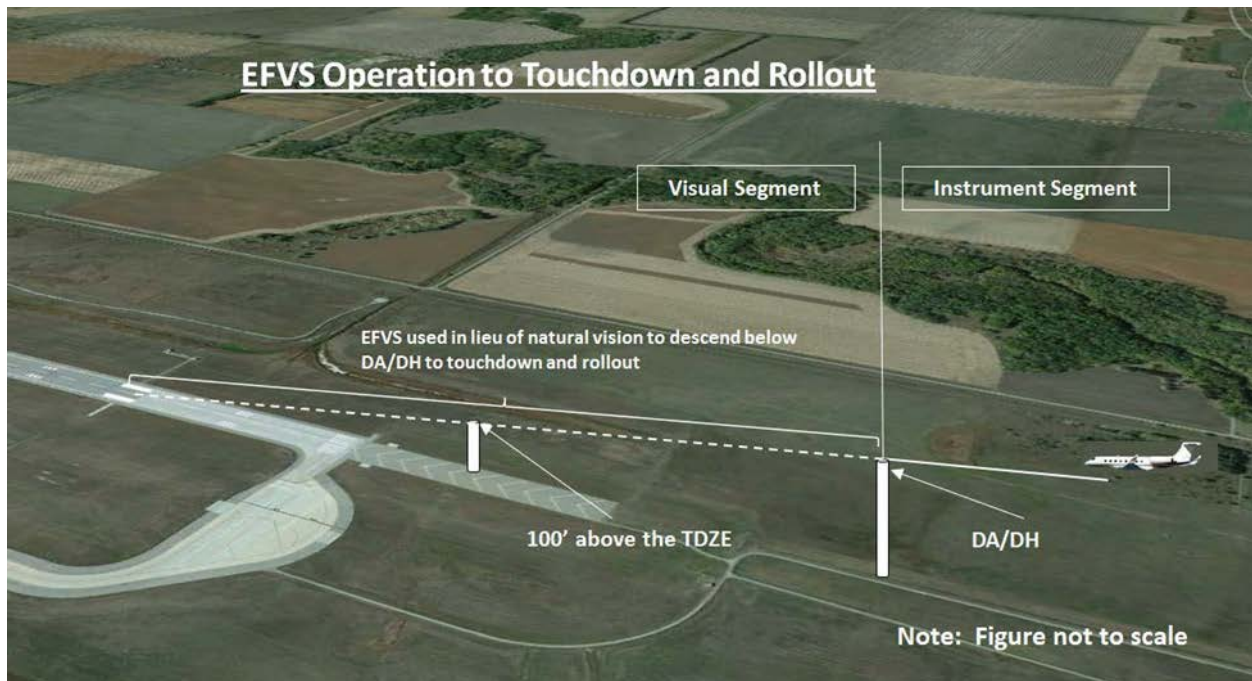 EFVS Operation to Touchdown and Rollout
Visual Segment
Instrument Segment
EFVS used in lieu of natural vision to descend below
DA/DH to touchdown and rollout
100’ above the TDZE
DA/DH
Note:  Figure not to scale